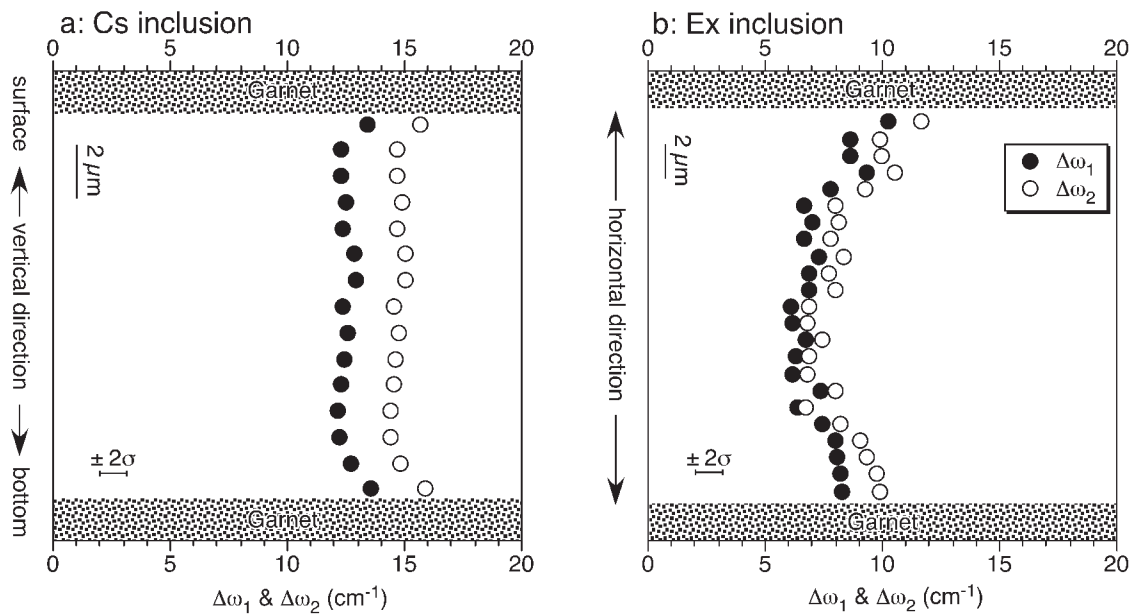 a: Cs inclusion
0 5 10 15 20
Garnet
surface
vertical direction
bottom
2 μm
± 2σ
Garnet
0 5 10 15 20
Δω1 & Δω2 (cm-1)
b: Ex inclusion
0 5 10 15 20
Garnet
horizontal direction
2 μm
Δω1
Δω2
± 2σ
Garnet
0 5 10 15 20
Δω1 & Δω2 (cm-1)